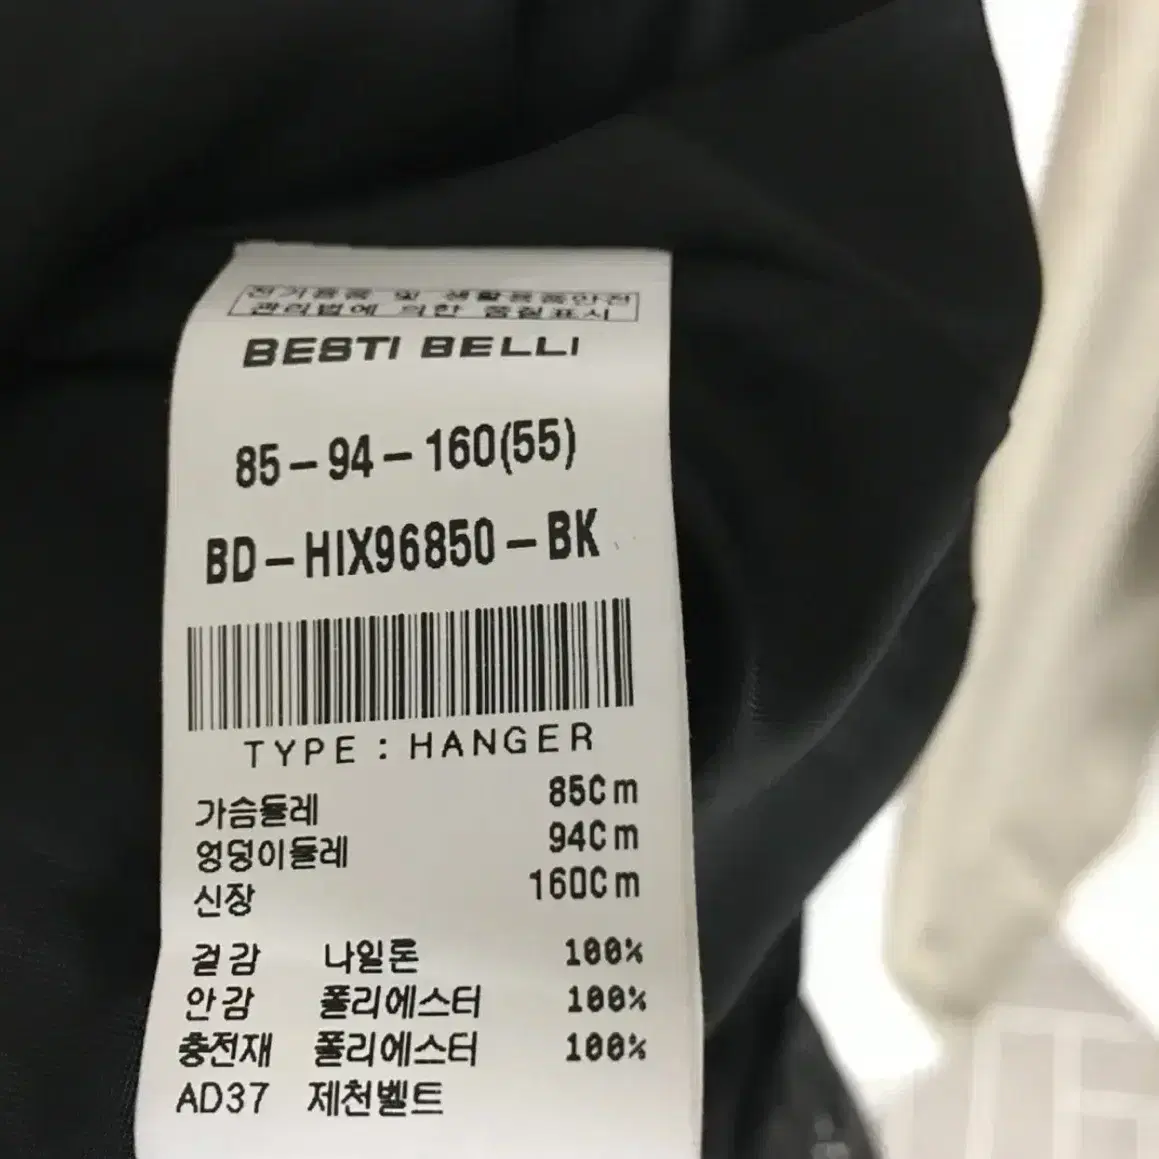 전기용품 및 생활용품안전
관리법에 의한 품질표시
BESTI BELLI
85-94-160(55)
BD-HIX96850-BK
TYPE : HANGER
가슴둘레 85Cm
엉덩이둘레 94Cm
신장 160Cm
겉감 나일론 100%
안감 폴리에스터 100%
충전재 폴리에스터 100%
AD37 제천벨트